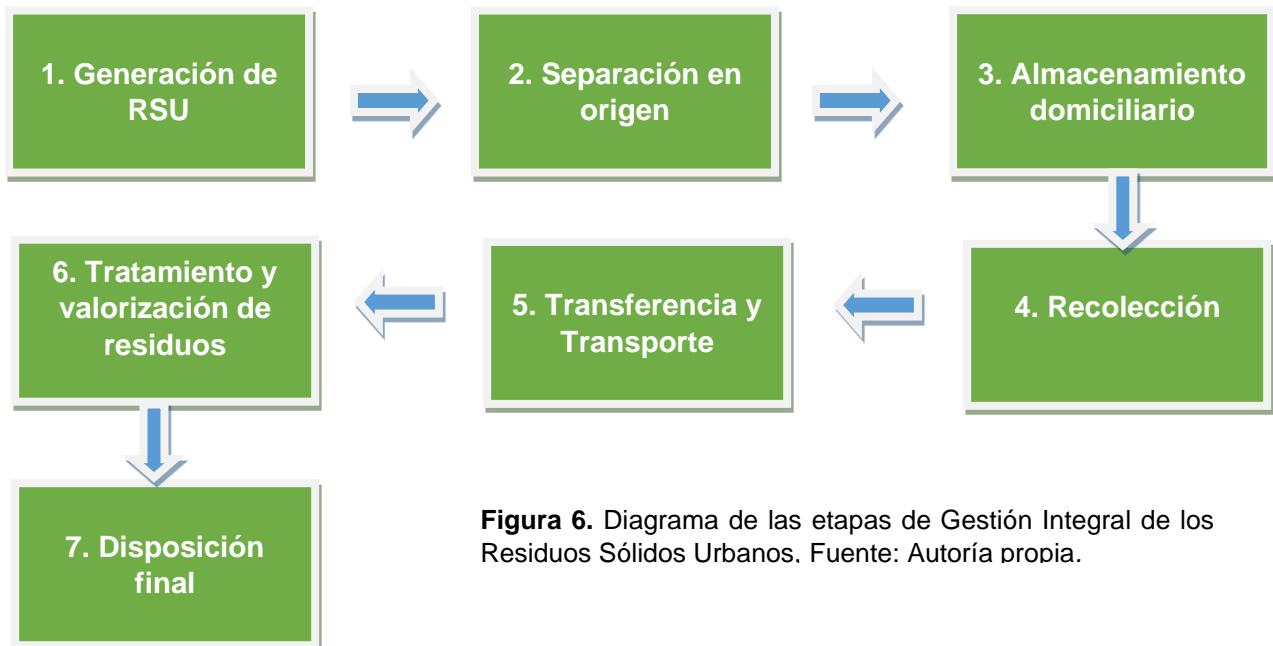 1. Generación de
RSU
2. Separación en
origen
3. Almacenamiento
domiciliario
4. Recolección
5. Transferencia y
Transporte
6. Tratamiento y
valorización de
residuos
7. Disposición
final
Figura 6. Diagrama de las etapas de Gestión Integral de los
Residuos Sólidos Urbanos, Fuente: Autoría propia.